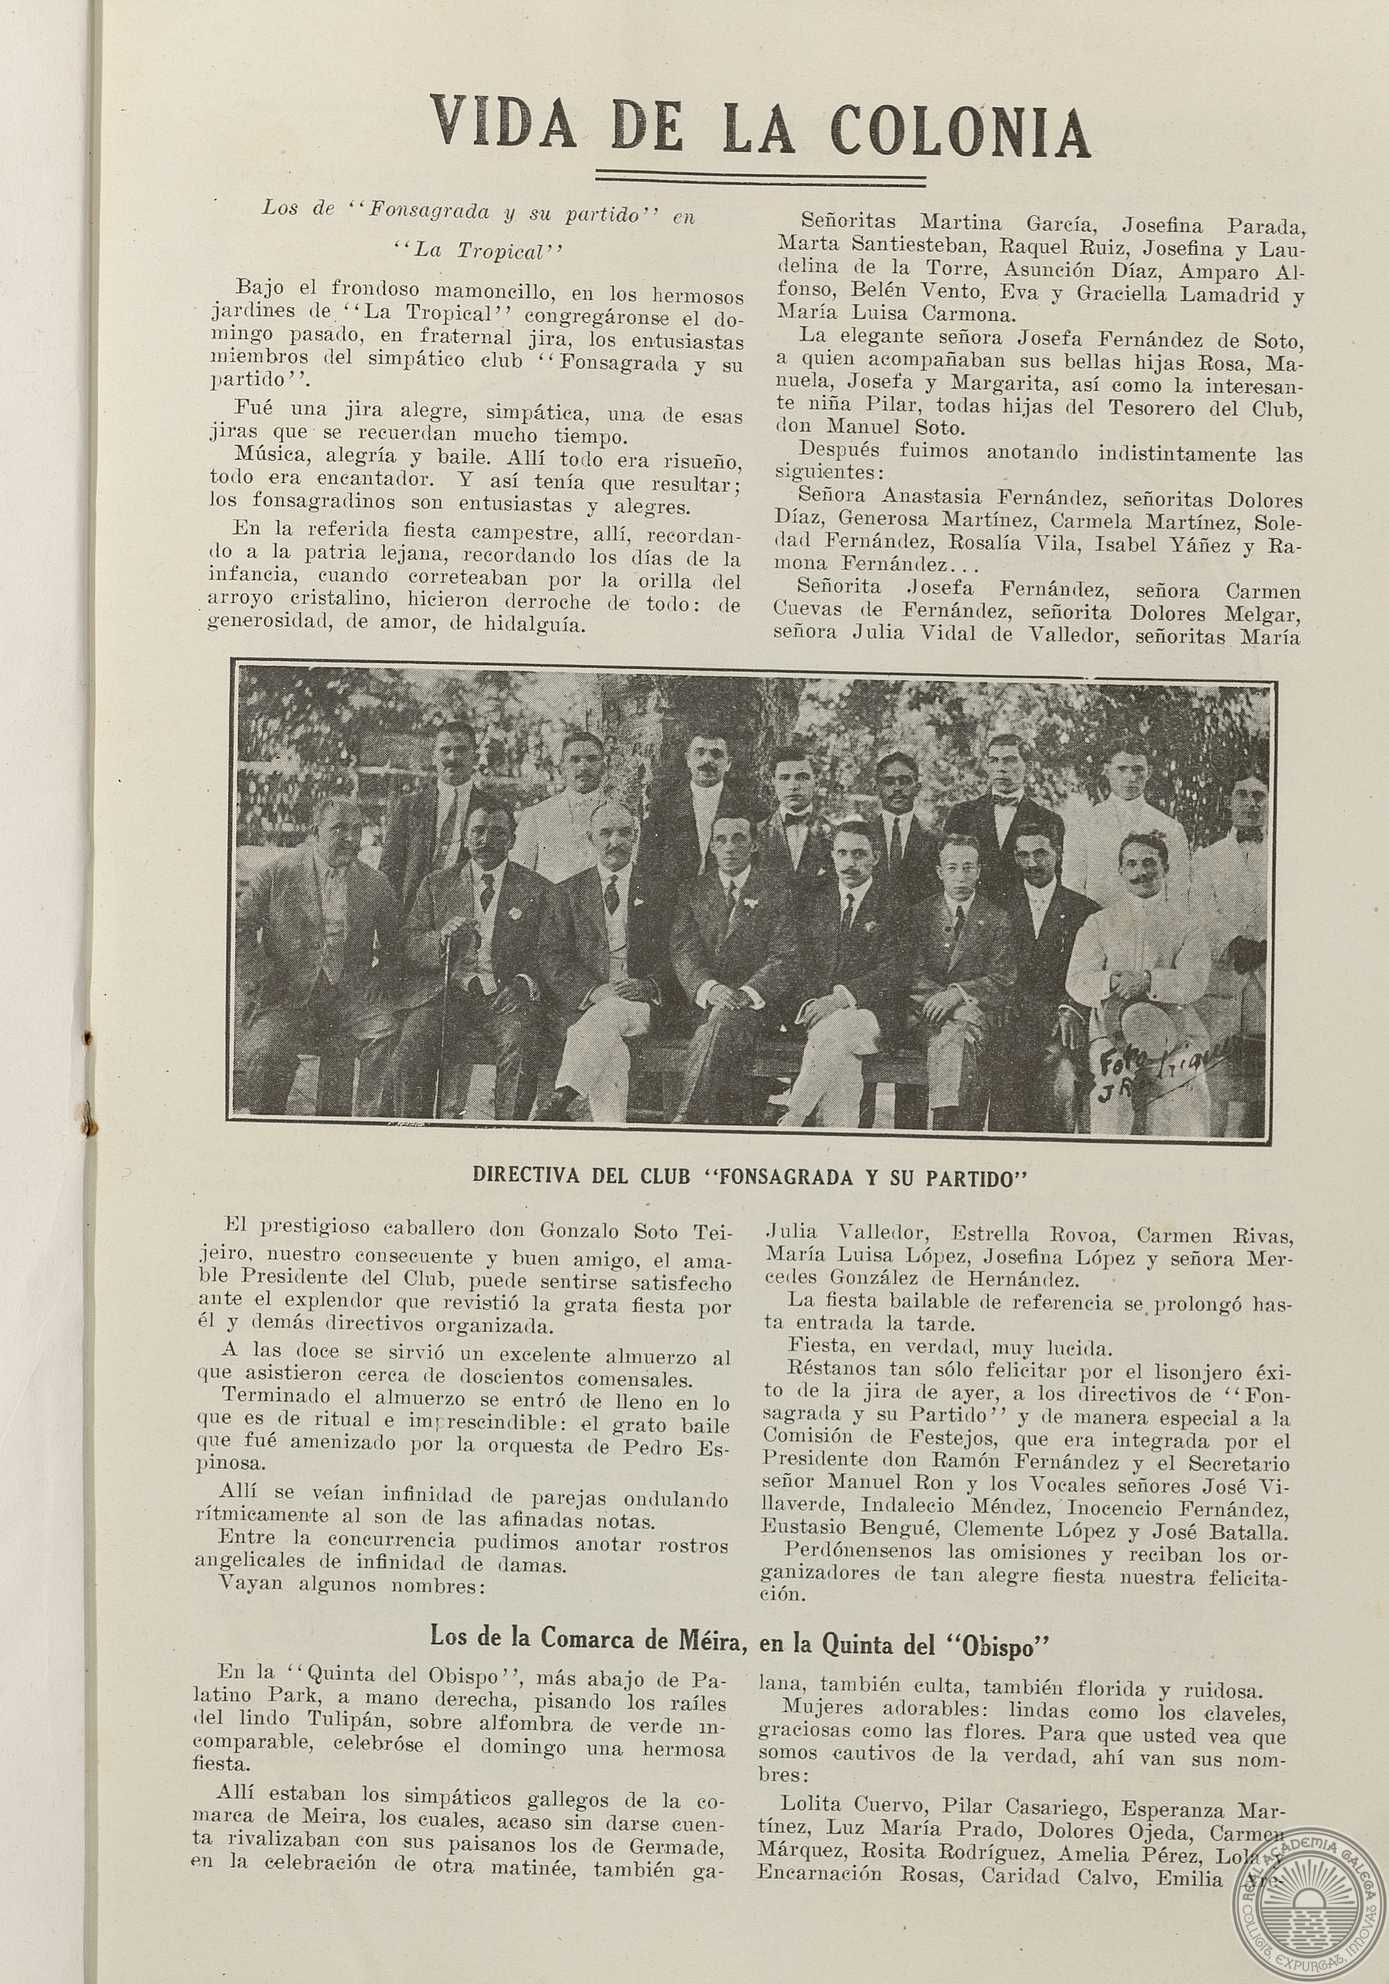 VIDA DE LA COLONIA
Los de "Fonsagrada y su partido" en
"La Tropical"
Bajo el frondoso mamoncillo, en los hermosos
jardines de "La Tropical" congregáronse el do-
mingo pasado, en fraternal jira, los entusiastas
miembros del simpático club "Fonsagrada y su
partido".
Fué una jira alegre, simpática, una de esas
jiras que se recuerdan mucho tiempo.
Música, alegría y baile. Allí todo era risueño,
todo era encantador. Y así tenía que resultar;
los fonsagradinos son entusiastas y alegres.
En la referida fiesta campestre, allí, recordan-
do a la patria lejana, recordando los días de la
infancia, cuando correteaban por la orilla del
arroyo cristalino, hicieron derroche de todo: de
generosidad, de amor, de hidalguía.
Señoritas Martina García, Josefina Parada,
Marta Santiesteban, Raquel Ruiz, Josefina y Lau-
delina de la Torre, Asunción Díaz, Amparo Al-
fonso, Belén Vento, Eva y Graciella Lamadrid y
María Luisa Carmona.
La elegante señora Josefa Fernández de Soto,
a quien acompañaban sus bellas hijas Rosa, Ma-
nuela, Josefa y Margarita, así como la interesan-
te niña Pilar, todas hijas del Tesorero del Club,
don Manuel Soto.
Después fuimos anotando indistintamente las
siguientes:
Señora Anastasia Fernández, señoritas Dolores
Díaz, Generosa Martínez, Carmela Martínez, Sole-
dad Fernández, Rosalía Vila, Isabel Yáñez y Ra-
mona Fernández...
Señorita Josefa Fernández, señora Carmen
Cuevas de Fernández, señorita Dolores Melgar,
señora Julia Vidal de Valledor, señoritas María
Foto
DIRECTIVA DEL CLUB "FONSAGRADA Y SU PARTIDO"
El prestigioso caballero don Gonzalo Soto Tei-
jeiro, nuestro consecuente y buen amigo, el ama-
ble Presidente del Club, puede sentirse satisfecho
ante el explendor que revistió la grata fiesta por
él y demás directivos organizada.
A las doce se sirvió un excelente almuerzo al
que asistieron cerca de doscientos comensales.
Terminado el almuerzo se entró de lleno en lo
que es de ritual e imprescindible: el grato baile
que fué amenizado por la orquesta de Pedro Es-
pinosa.
Allí se veían infinidad de parejas ondulando
rítmicamente al son de las afinadas notas.
Entre la concurrencia pudimos anotar rostros
angelicales de infinidad de damas.
Vayan algunos nombres:
Julia Valledor, Estrella Rovoa, Carmen Rivas,
María Luisa López, Josefina López y señora Mer-
cedes González de Hernández.
La fiesta bailable de referencia se prolongó has-
ta entrada la tarde.
Fiesta, en verdad, muy lucida.
Réstanos tan sólo felicitar por el lisonjero éxi-
to de la jira de ayer, a los directivos de "Fon-
sagrada y su Partido" y de manera especial a la
Comisión de Festejos, que era integrada por el
Presidente don Ramón Fernández y el Secretario
señor Manuel Ron y los Vocales señores José Vi-
llaverde, Indalecio Méndez, Inocencio Fernández,
Eustasio Bengué, Clemente López y José Batalla.
Perdónensenos las omisiones y reciban los or-
ganizadores de tan alegre fiesta nuestra felicita-
ción.
Los de la Comarca de Méira, en la Quinta del "Obispo"
En la "Quinta del Obispo", más abajo de Pa-
latino Park, a mano derecha, pisando los raíles
del lindo Tulipán, sobre alfombra de verde in-
comparable, celebróse el domingo una hermosa
fiesta.
Allí estaban los simpáticos gallegos de la co-
marca de Meira, los cuales, acaso sin darse cuen-
ta rivalizaban con sus paisanos los de Germade,
en la celebración de otra matinée, también ga-
lana, también culta, también florida y ruidosa.
Mujeres adorables: lindas como los claveles,
graciosas como las flores. Para que usted vea que
somos cautivos de la verdad, ahí van sus nom-
bres:
Lolita Cuervo, Pilar Casariego, Esperanza Mar-
tínez, Luz María Prado, Dolores Ojeda, Carmen
Márquez, Rosita Rodríguez, Amelia Pérez, Lola y
Encarnación Rosas, Caridad Calvo, Emilia
REAL ACADEMIA GALEGA
COLLIGIT, EXPURGAT, INNOVAT